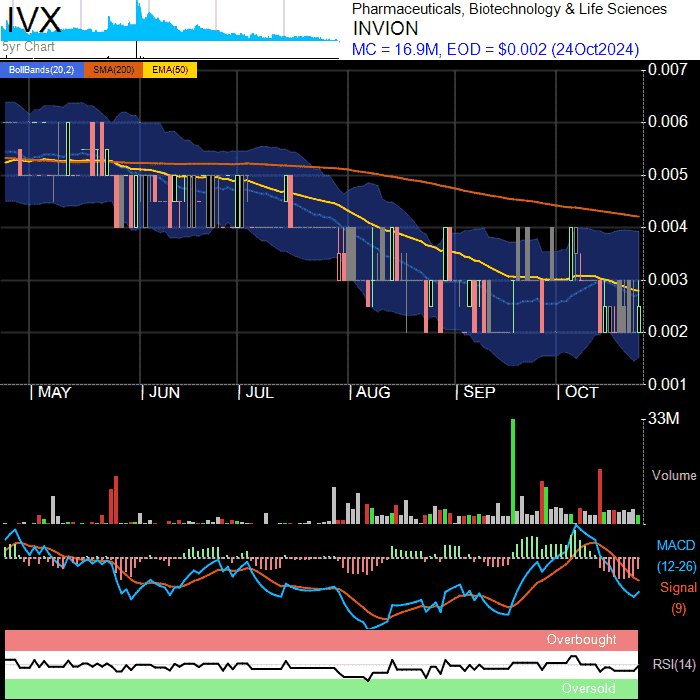 IVX
5yr Chart
Pharmaceuticals, Biotechnology & Life Sciences
INVION
MC = 16.9M, EOD = $0.002 (24Oct2024)
BollBands(20,2) SMA(200) EMA(50)
0.007
0.006
0.005
0.004
0.003
0.002
0.001
MAY JUN JUL AUG SEP OCT
33M
Volume
MACD
(12-26)
Signal
(9)
Overbought
RSI(14)
Oversold